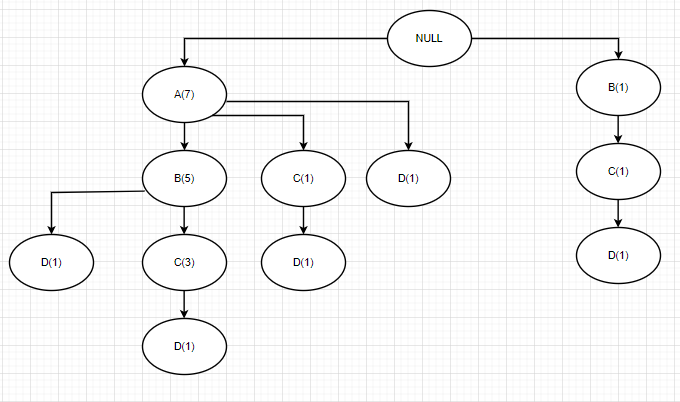 NULL
A(7)
B(1)
B(5)
C(1)
D(1)
C(1)
D(1)
C(3)
D(1)
D(1)
D(1)